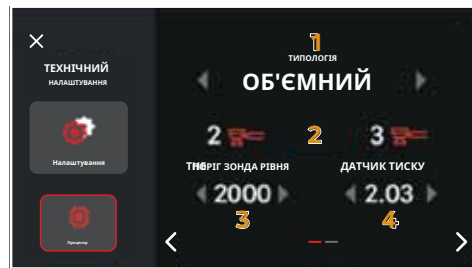 1
ТИПОЛОГІЯ
ТЕХНІЧНИЙ
НАЛАШТУВАННЯ
ОБ'ЄМНИЙ
2 2 3
Налаштування
ПОРІГ ЗОНДА РІВНЯ ДАТЧИК ТИСКУ
2000 2.03
3 4
Процесор